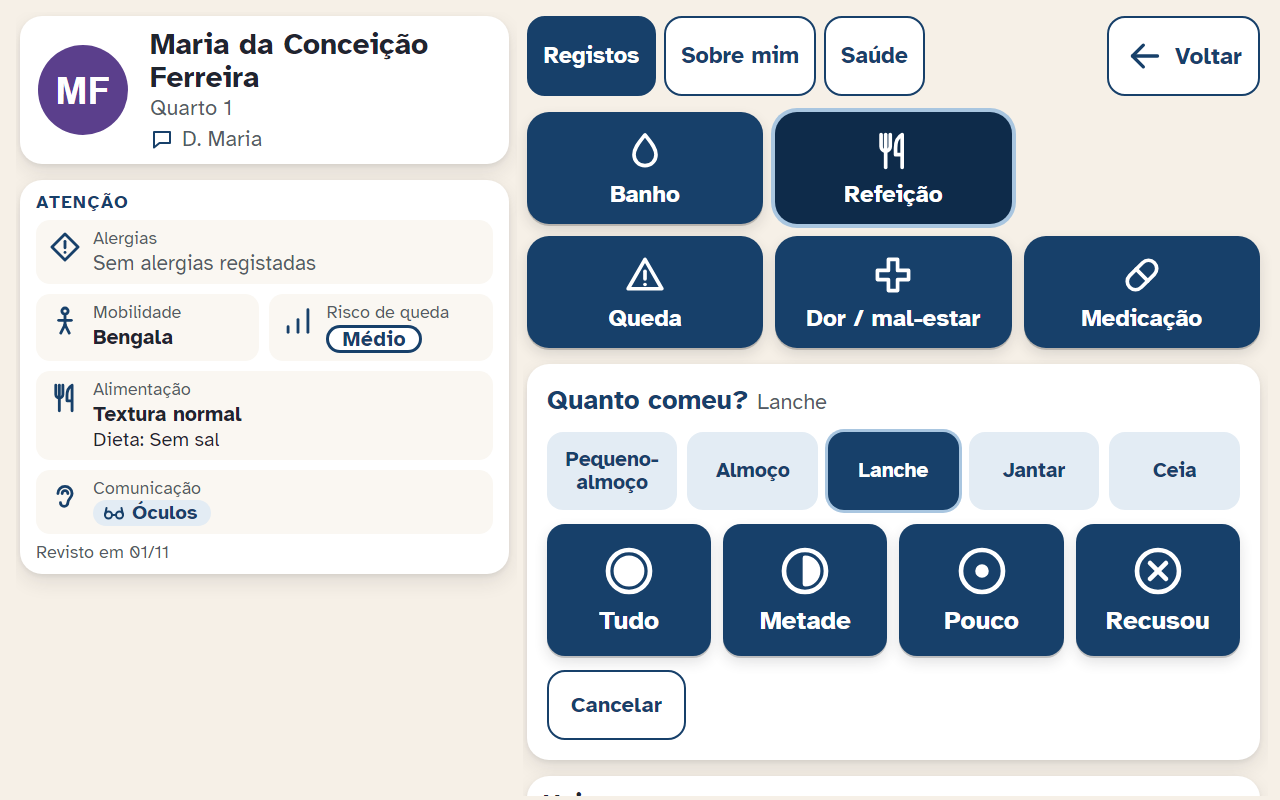 MF
Maria da Conceição
Ferreira
Quarto 1
D. Maria
ATENÇÃO
Alergias
Sem alergias registadas
Mobilidade
Bengala
Risco de queda
Médio
Alimentação
Textura normal
Dieta: Sem sal
Comunicação
Óculos
Revisto em 01/11
Registos
Sobre mim
Saúde
Voltar
Banho
Refeição
Queda
Dor / mal-estar
Medicação
Quanto comeu? Lanche
Pequeno-
almoço
Almoço
Lanche
Jantar
Ceia
Tudo
Metade
Pouco
Recusou
Cancelar